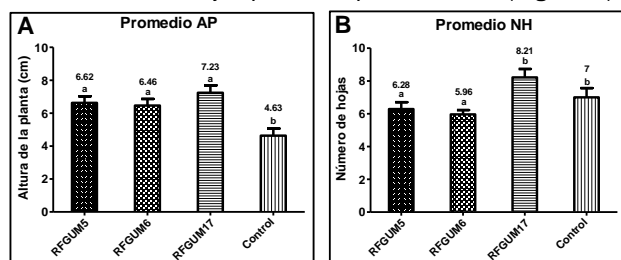 A
Promedio AP
Altura de la planta (cm)
10
8
6
4
2
0
6.62
a
6.46
a
7.23
a
4.63
b
RFGUM5
RFGUM6
RFGUM17
Control
B
Promedio NH
Número de hojas
10
8
6
4
2
0
6.28
a
5.96
a
8.21
b
7
b
RFGUM5
RFGUM6
RFGUM17
Control